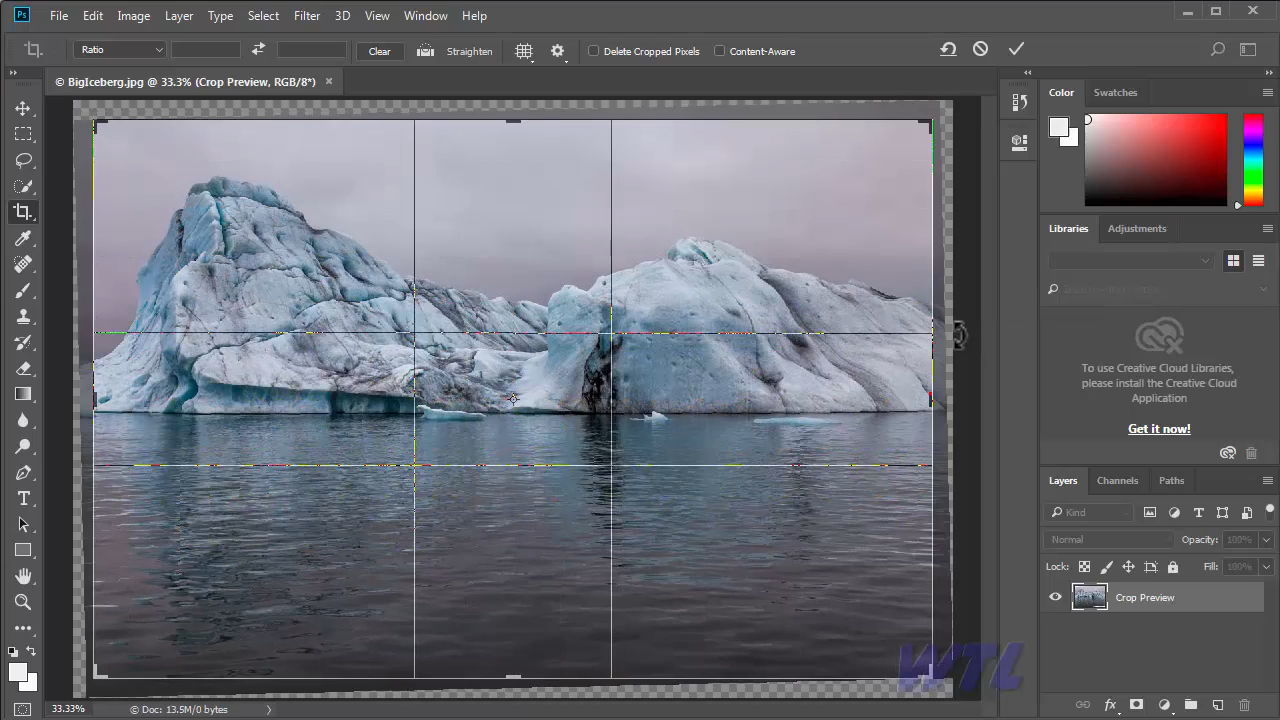 Ps File Edit Image Layer Type Select Filter 3D View Window Help
Ratio Clear Straighten Delete Cropped Pixels Content-Aware
© BigIceberg.jpg @ 33.3% (Crop Preview, RGB/8*) ×
Color Swatches
Libraries Adjustments
To use Creative Cloud Libraries,
please install the Creative Cloud
Application
Get it now!
Layers Channels Paths
Kind
Normal Opacity: 100%
Lock: Fill: 100%
Crop Preview
WTL
33.33% © Doc: 13.5M/0 bytes